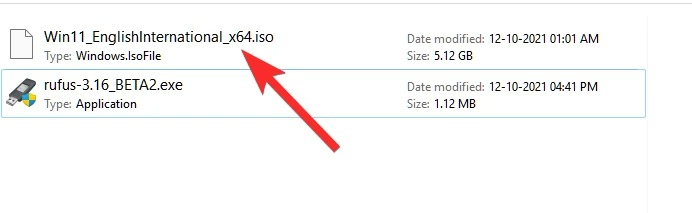 Win11_EnglishInternational_x64.iso Date modified: 12-10-2021 01:01 AM
Type: Windows.IsoFile Size: 5.12 GB
rufus-3.16_BETA2.exe Date modified: 12-10-2021 04:41 PM
Type: Application Size: 1.12 MB